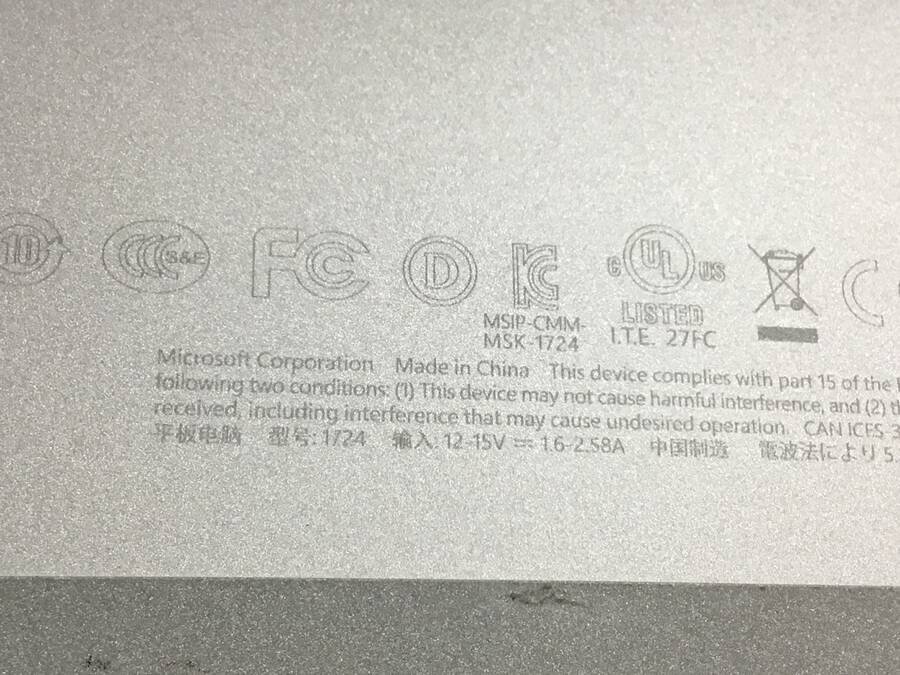 10 S&E FC D KC C UL US
LISTED
MSIP-CMM- I.T.E. 27FC
MSK-1724
Microsoft Corporation Made in China This device complies with part 15 of the
following two conditions: (1) This device may not cause harmful interference, and (2)
received, including interference that may cause undesired operation. CAN ICES
平板电脑 型号: 1724 输入: 12-15V ⎓ 1.6-2.58A 中国制造 電波法により 5.